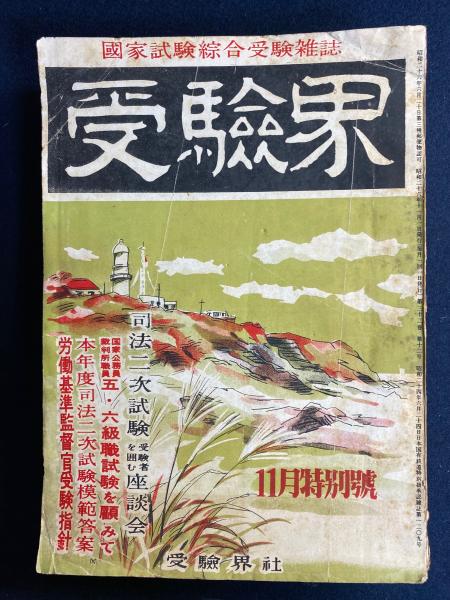 國家試験綜合受験雑誌
受驗界
司法二次試験 受験者を囲む 座談会
国家公務員 裁判所職員 五・六級職試験を顧みて
本年度司法二次試験模範答案
労働基準監督官受験指針
11月特別號
受驗界社